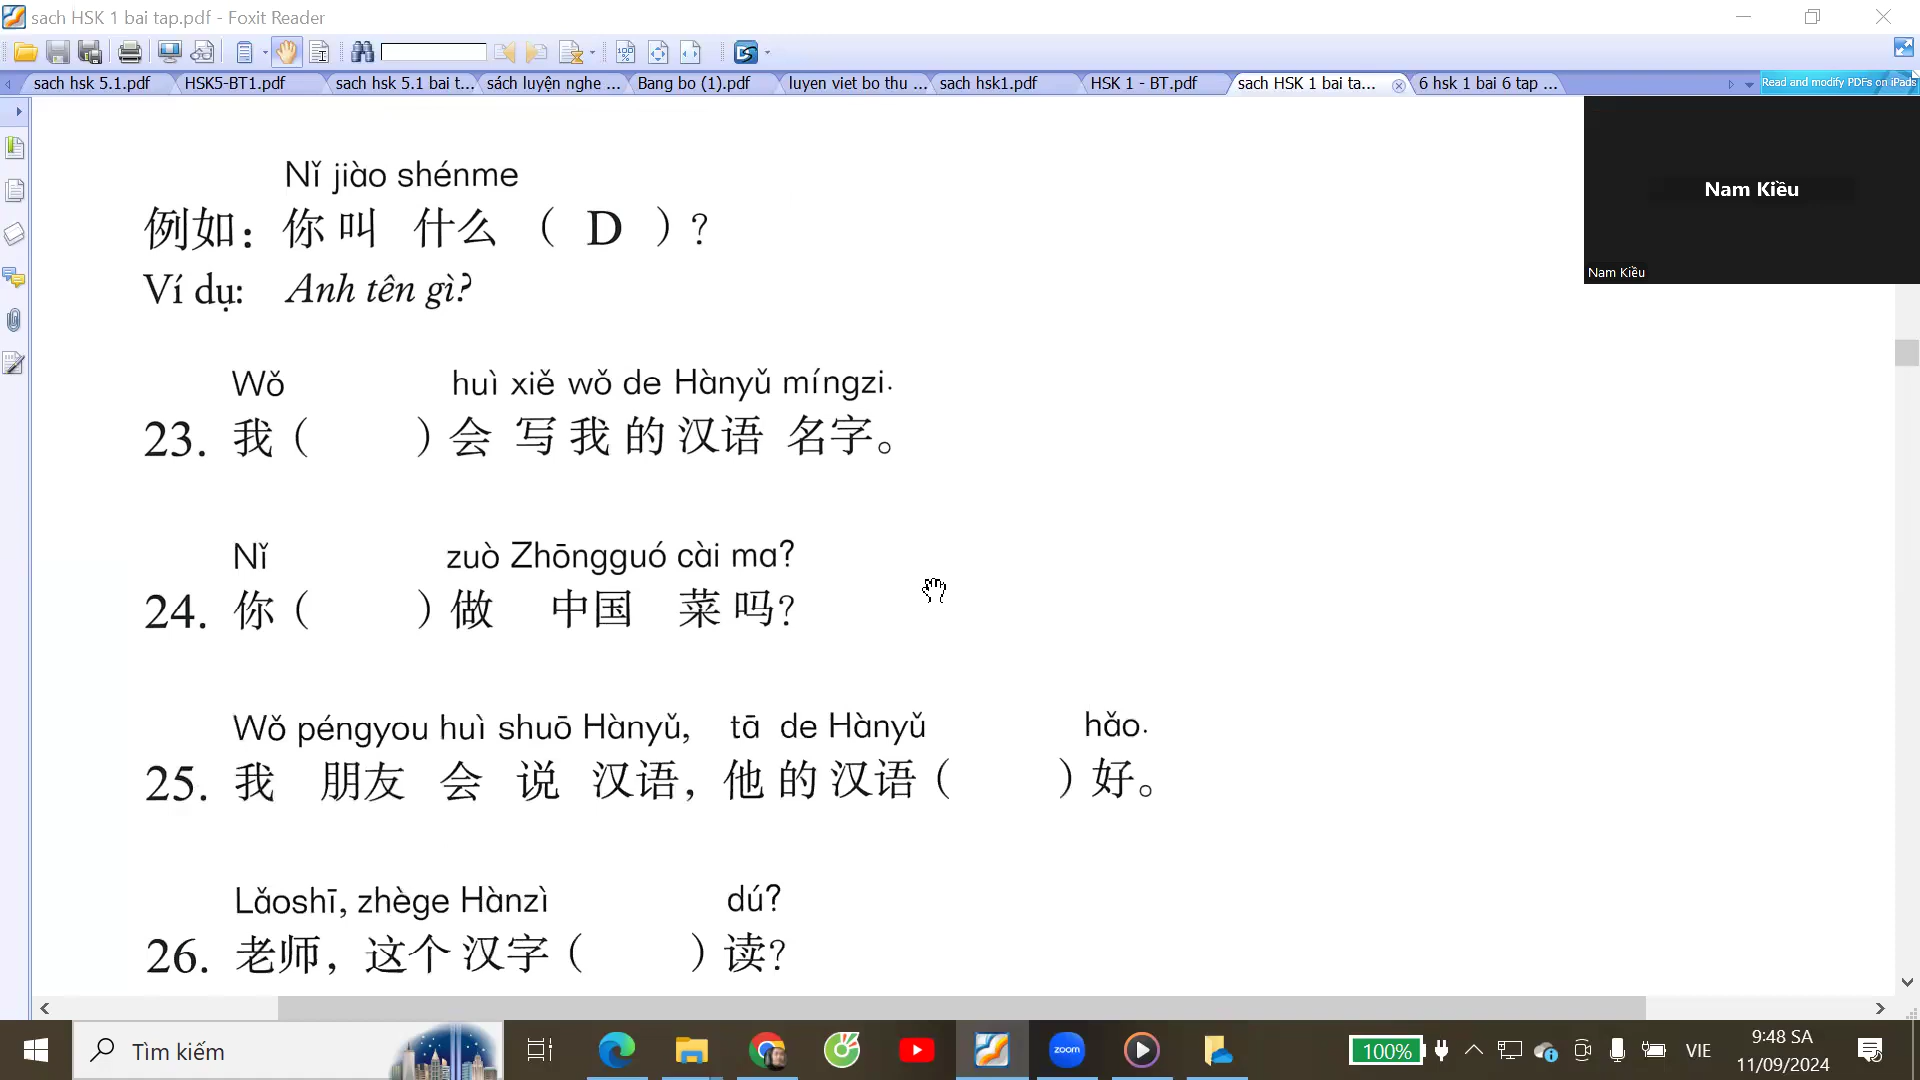 sach HSK 1 bai tap.pdf - Foxit Reader
sach hsk 5.1.pdf
HSK5-BT1.pdf
sach hsk 5.1 bai t...
sách luyện nghe ...
Bang bo (1).pdf
luyen viet bo thu ...
sach hsk1.pdf
HSK 1 - BT.pdf
sach HSK 1 bai ta...
6 hsk 1 bai 6 tap ...
Read and modify PDFs on iPads
Nam Kiều
Nam Kiều
Nǐ jiào shénme
例如：你 叫 什么 （ D ）？
Ví dụ: Anh tên gì?
Wǒ huì xiě wǒ de Hànyǔ míngzi.
23. 我（ ）会 写 我 的 汉语 名字。
Nǐ zuò Zhōngguó cài ma?
24. 你（ ）做 中国 菜 吗？
Wǒ péngyou huì shuō Hànyǔ, tā de Hànyǔ hǎo.
25. 我 朋友 会 说 汉语，他 的 汉语（ ）好。
Lǎoshī, zhège Hànzì dú?
26. 老师，这个 汉字（ ）读？
Tìm kiếm
zoom
100%
VIE
9:48 SA
11/09/2024